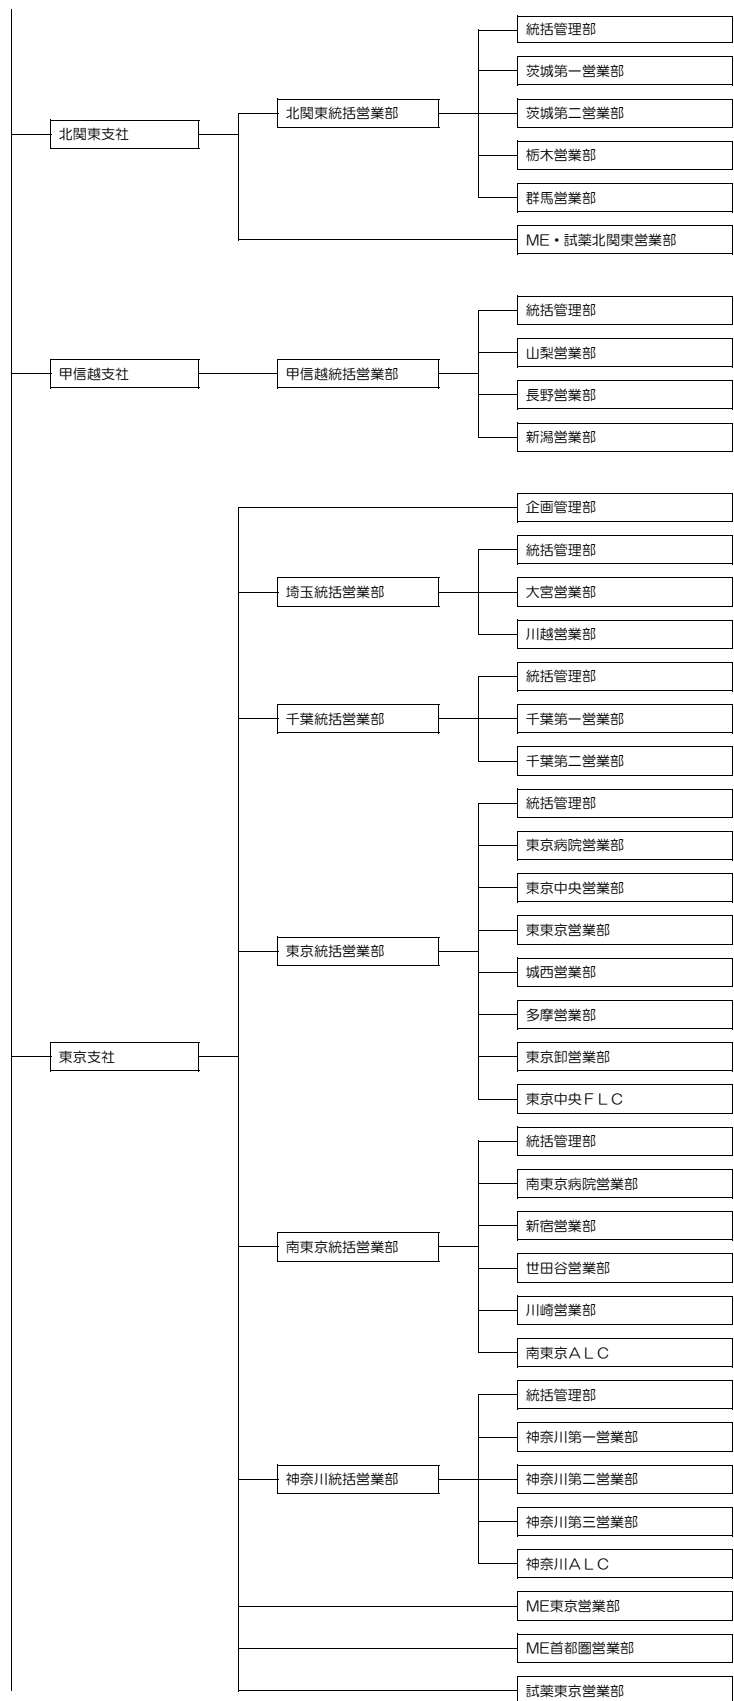 統括管理部
茨城第一営業部
北関東統括営業部
茨城第二営業部
北関東支社
栃木営業部
群馬営業部
ME・試薬北関東営業部
統括管理部
山梨営業部
甲信越支社
甲信越統括営業部
長野営業部
新潟営業部
企画管理部
統括管理部
埼玉統括営業部
大宮営業部
川越営業部
統括管理部
千葉統括営業部
千葉第一営業部
千葉第二営業部
統括管理部
東京病院営業部
東京中央営業部
東東京営業部
東京統括営業部
城西営業部
多摩営業部
東京支社
東京卸営業部
東京中央ＦＬＣ
統括管理部
南東京病院営業部
新宿営業部
南東京統括営業部
世田谷営業部
川崎営業部
南東京ＡＬＣ
統括管理部
神奈川第一営業部
神奈川統括営業部
神奈川第二営業部
神奈川第三営業部
神奈川ＡＬＣ
ME東京営業部
ME首都圏営業部
試薬東京営業部